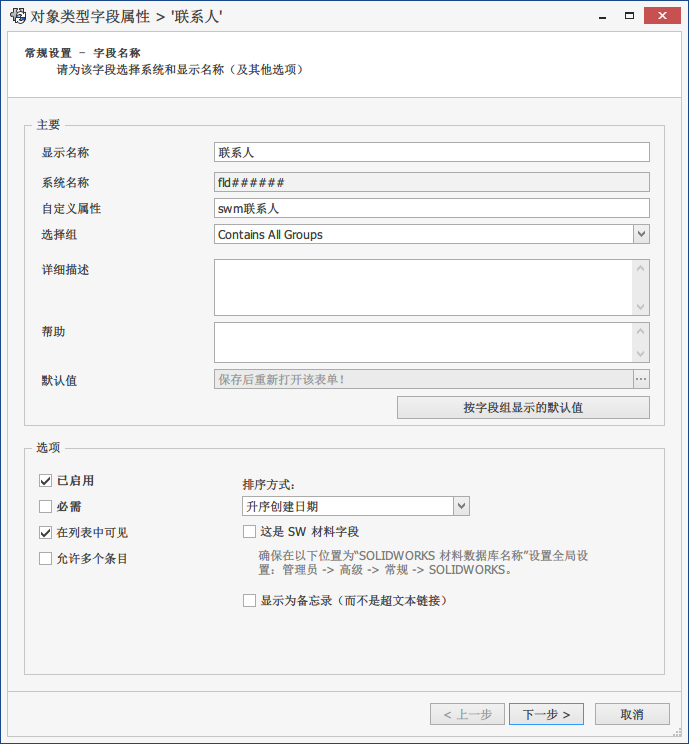 对象类型字段属性 > '联系人'
常规设置 - 字段名称
请为该字段选择系统和显示名称（及其他选项）
主要
显示名称
联系人
系统名称
fld######
自定义属性
swm联系人
选择组
Contains All Groups
详细描述
帮助
默认值
保存后重新打开该表单！
...
按字段组显示的默认值
选项
已启用
必需
在列表中可见
允许多个条目
排序方式：
升序创建日期
这是 SW 材料字段
确保在以下位置为“SOLIDWORKS 材料数据库名称”设置全局设
置：管理员 -> 高级 -> 常规 -> SOLIDWORKS。
显示为备忘录（而不是超文本链接）
< 上一步
下一步 >
取消